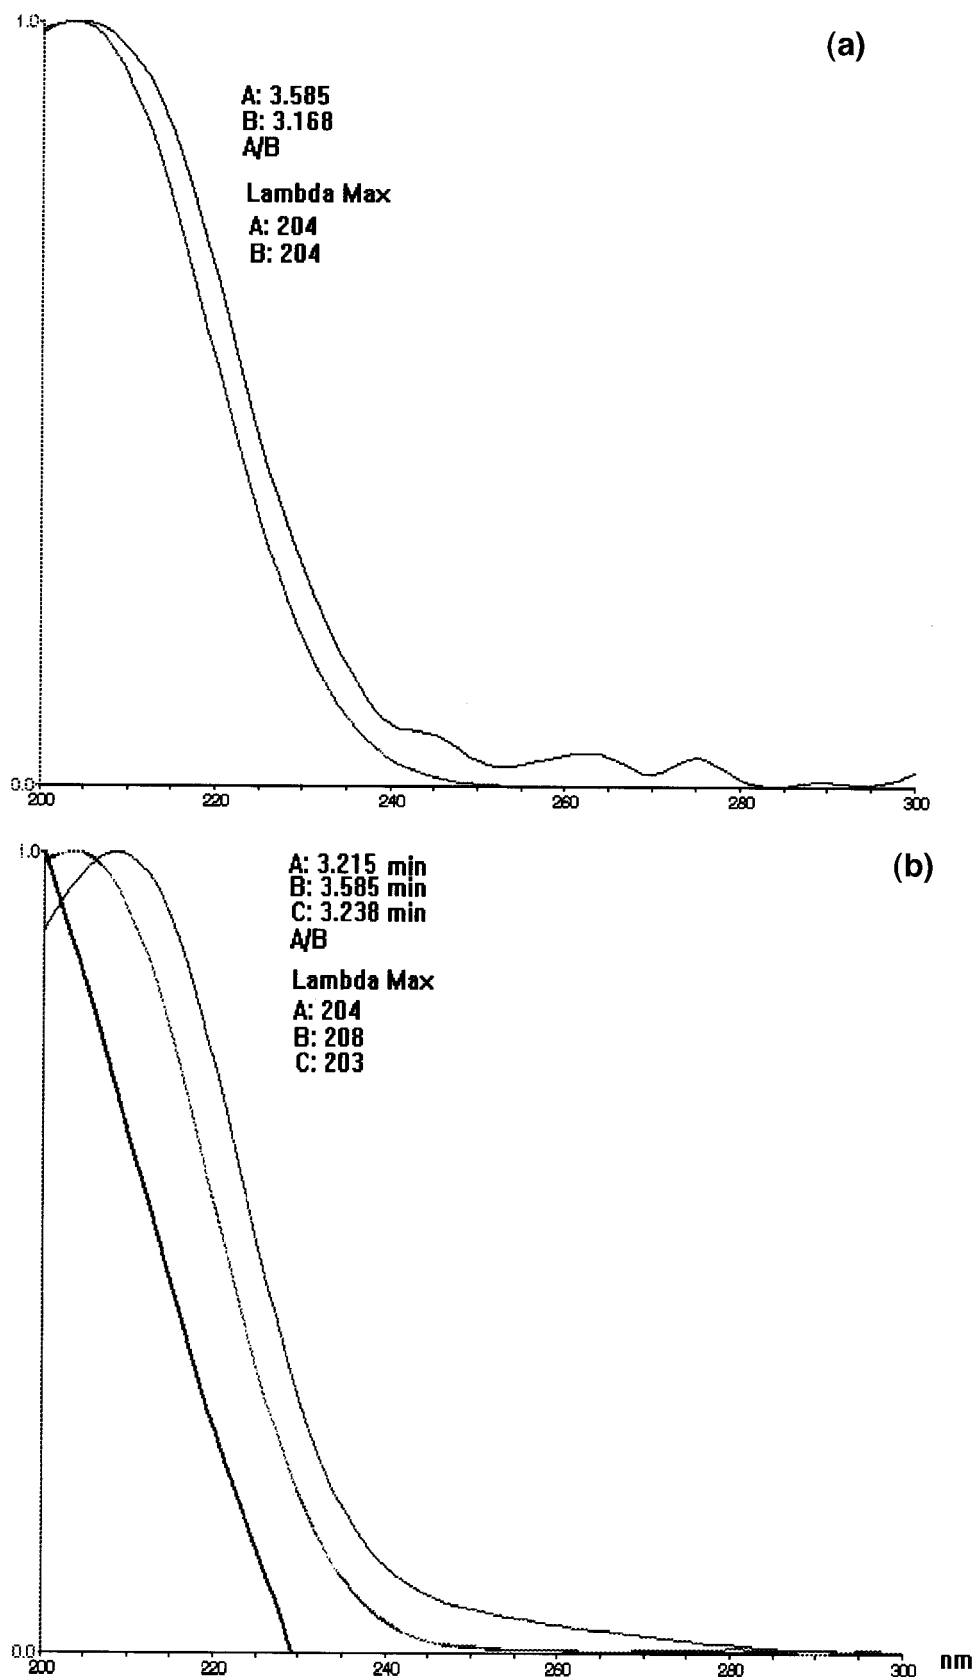 1.0
(a)
A: 3.585
B: 3.168
A/B
Lambda Max
A: 204
B: 204
0.0
200 220 240 260 280 300
1.0
(b)
A: 3.215 min
B: 3.585 min
C: 3.238 min
A/B
Lambda Max
A: 204
B: 208
C: 203
0.0
200 220 240 260 280 300 nm